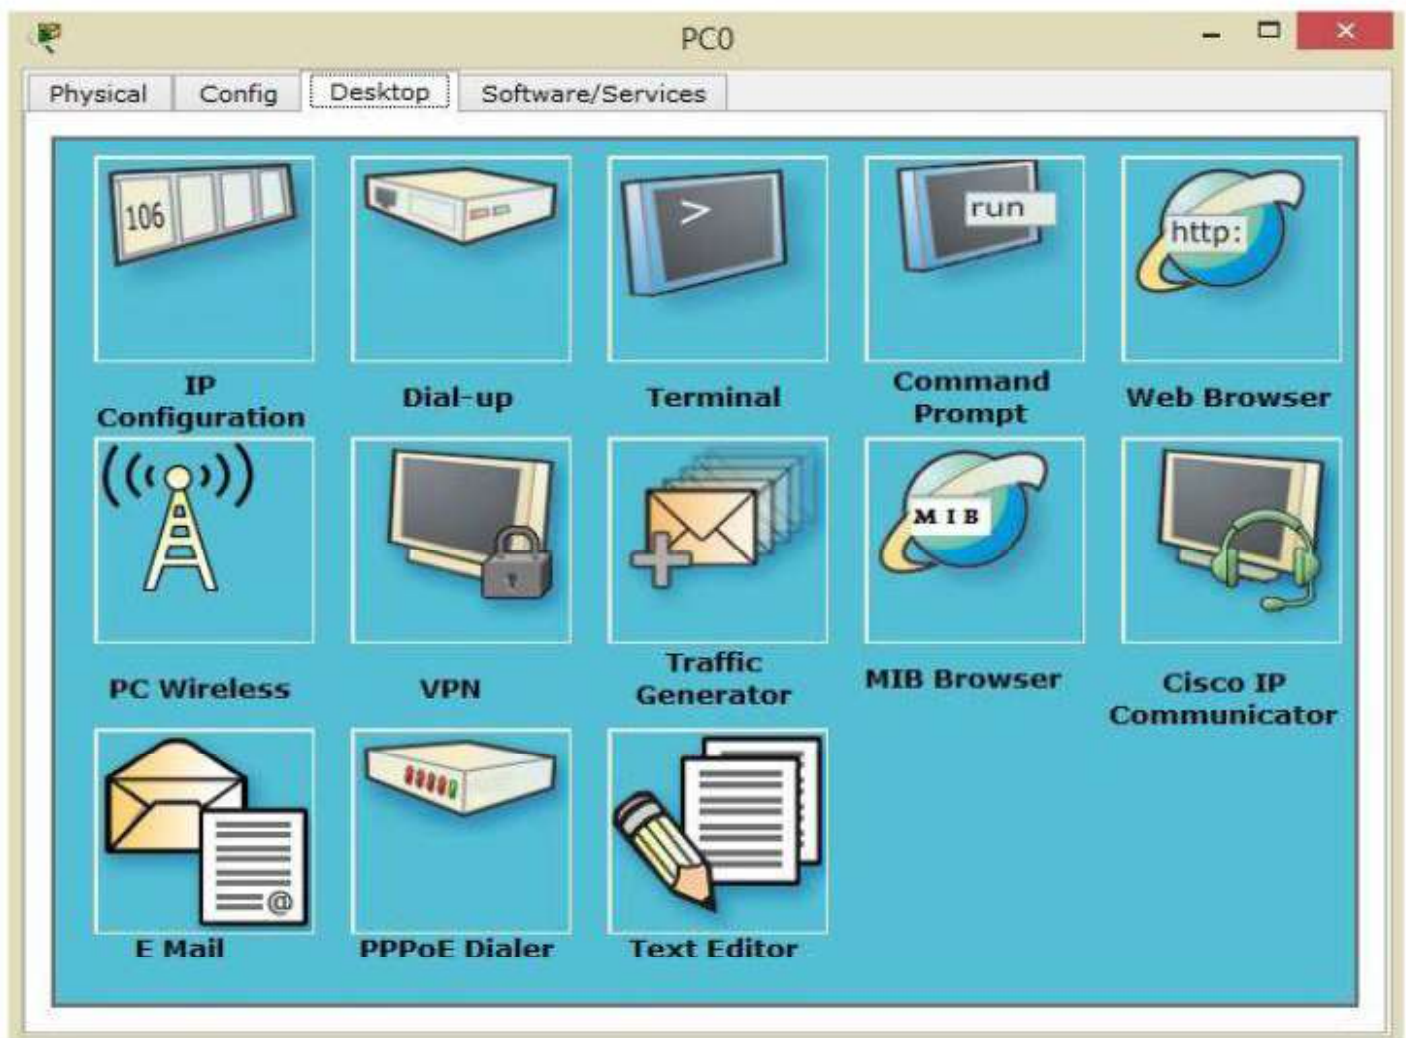 PC0
Physical Config Desktop Software/Services
106
>
run
http:
IP
Configuration
Dial-up
Terminal
Command
Prompt
Web Browser
MIB
PC Wireless
VPN
Traffic
Generator
MIB Browser
Cisco IP
Communicator
@
E Mail
PPPoE Dialer
Text Editor